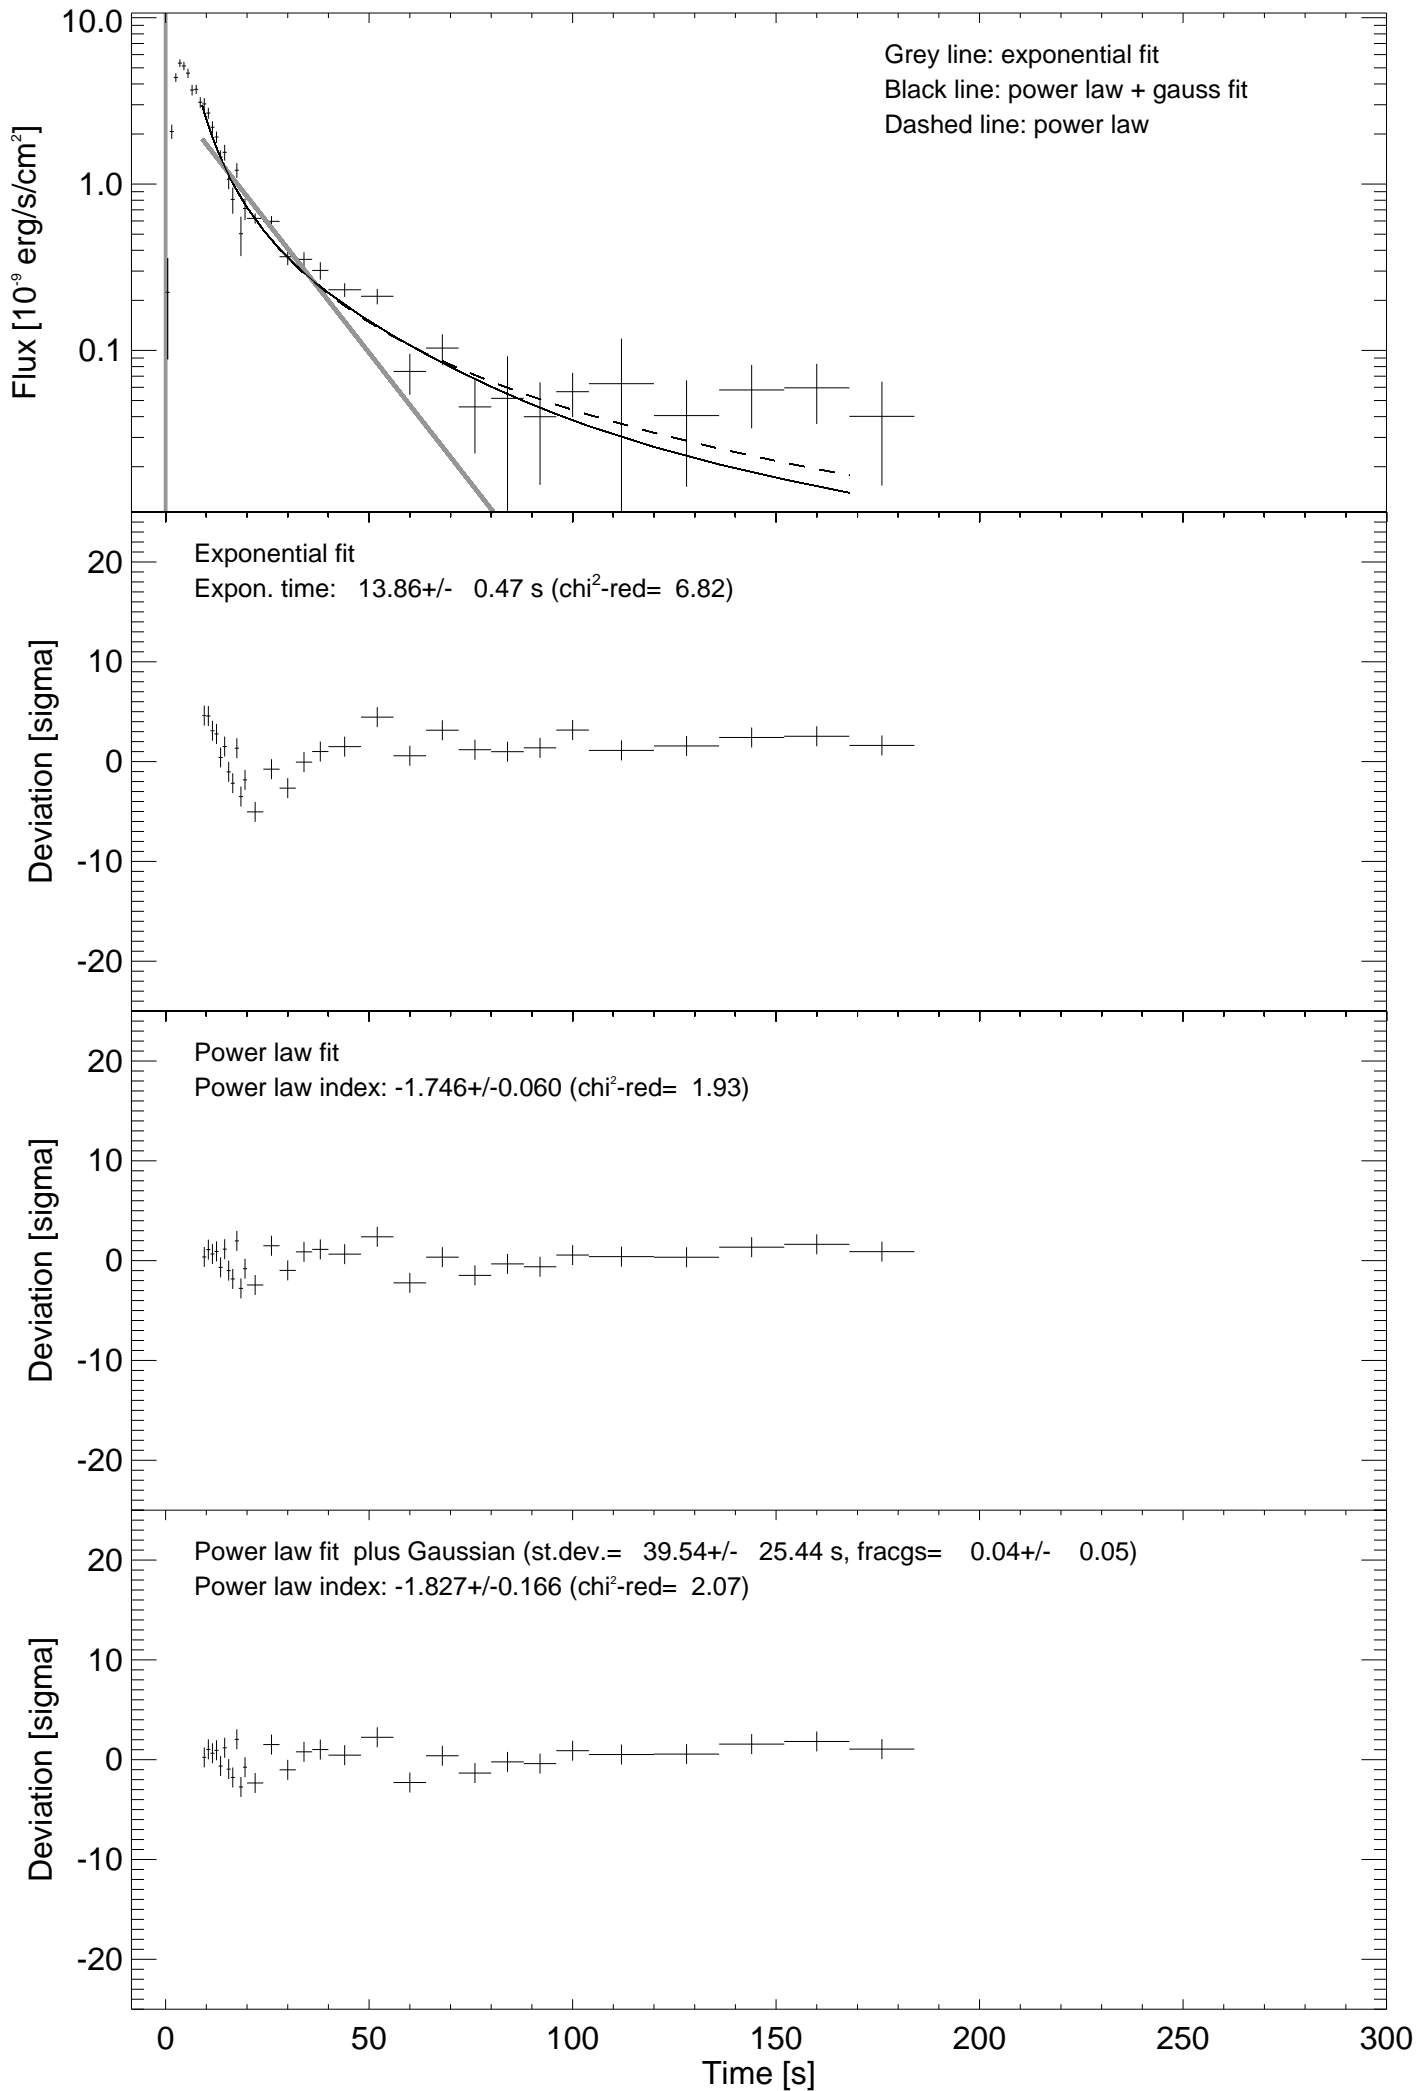 10.0
1.0
0.1
Flux [10⁻⁹ erg/s/cm²]
Grey line: exponential fit
Black line: power law + gauss fit
Dashed line: power law
20
10
0
-10
-20
Deviation [sigma]
Exponential fit
Expon. time: 13.86+/- 0.47 s (chi²-red= 6.82)
20
10
0
-10
-20
Deviation [sigma]
Power law fit
Power law index: -1.746+/-0.060 (chi²-red= 1.93)
20
10
0
-10
-20
Deviation [sigma]
Power law fit plus Gaussian (st.dev.= 39.54+/- 25.44 s, fracgs= 0.04+/- 0.05)
Power law index: -1.827+/-0.166 (chi²-red= 2.07)
0 50 100 150 200 250 300
Time [s]